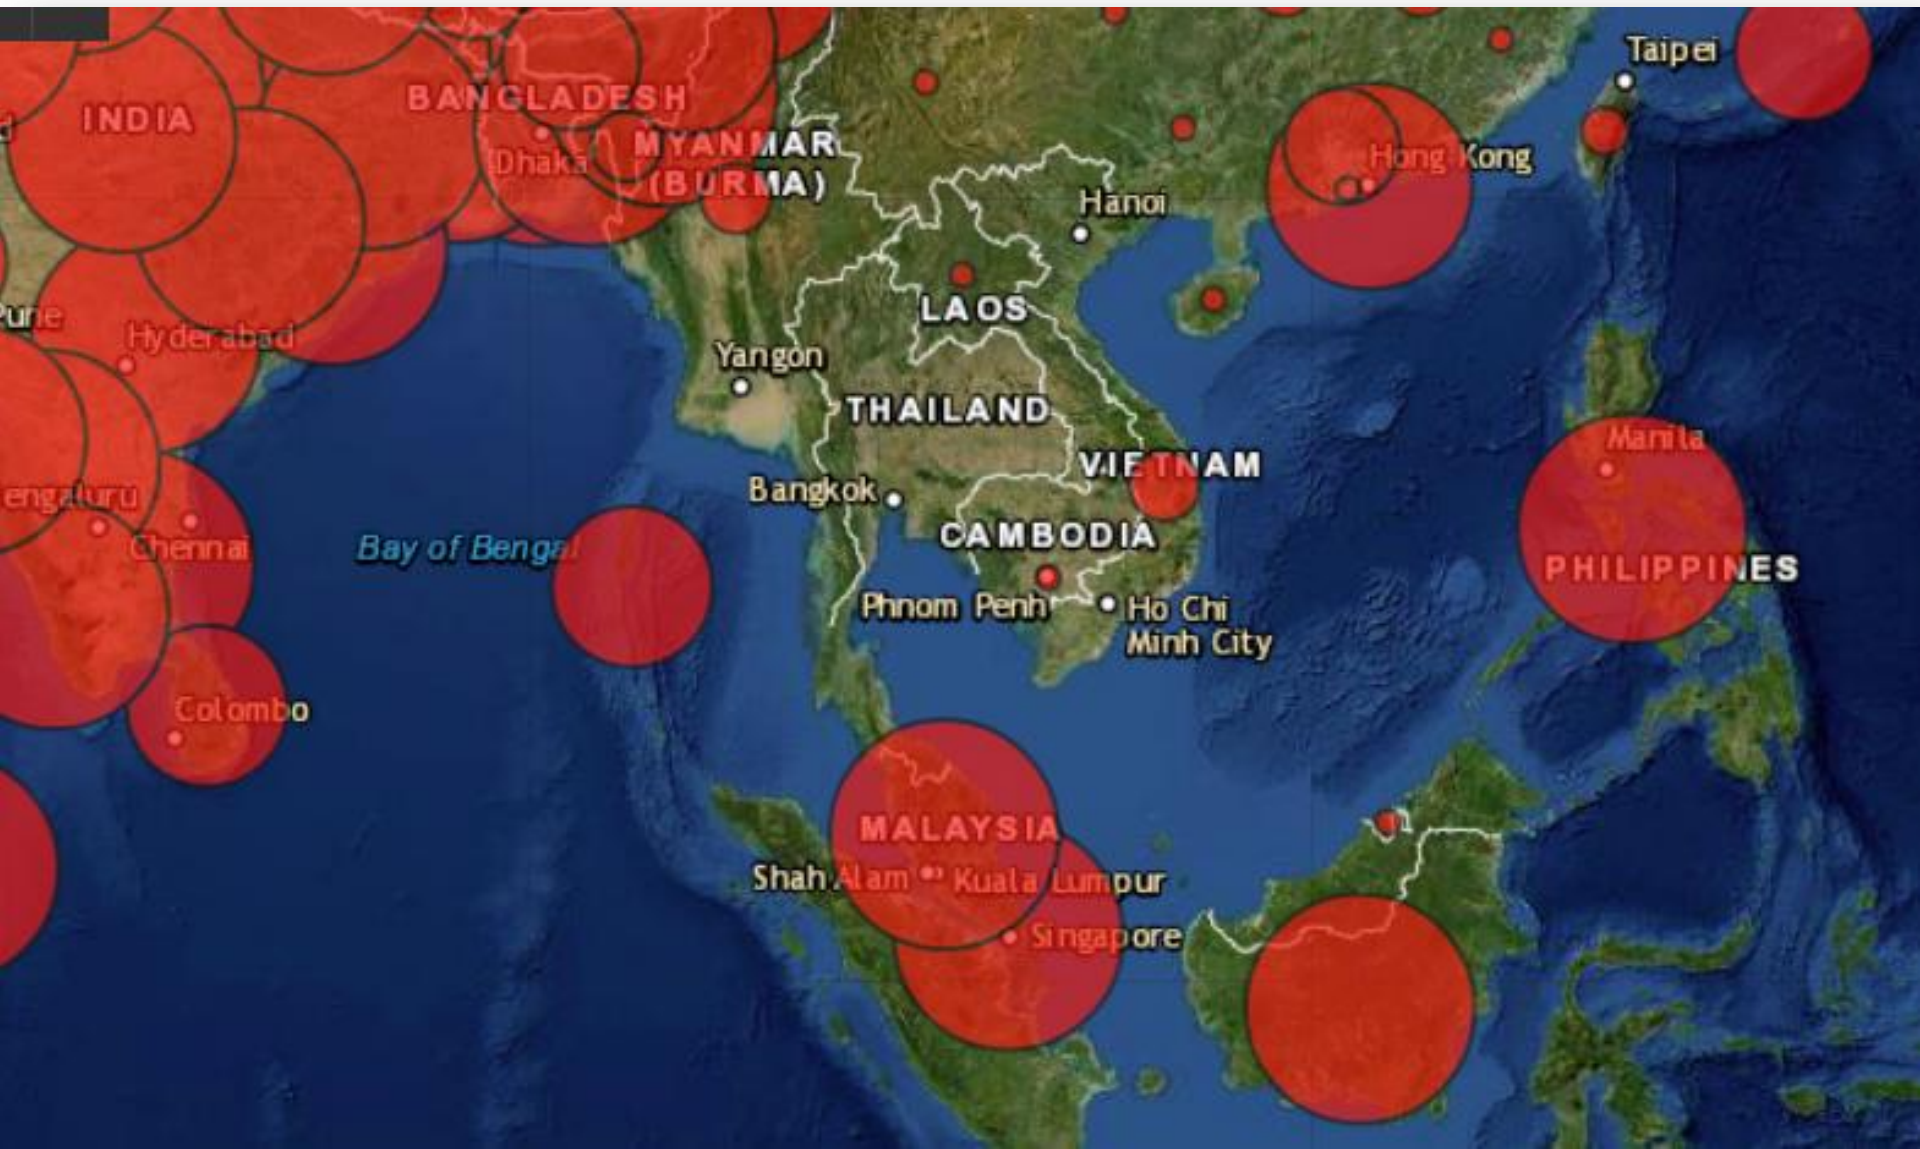 Taipei
INDIA
BANGLADESH
Dhaka
MYANMAR
(BURMA)
Hong Kong
Hanoi
LAOS
Hyderabad
Yangon
THAILAND
Manila
VIETNAM
Bangkok
engaluru
Chennai
Bay of Bengal
CAMBODIA
PHILIPPINES
Phnom Penh
Ho Chi
Minh City
Colombo
MALAYSIA
Shah Alam
Kuala Lumpur
Singapore